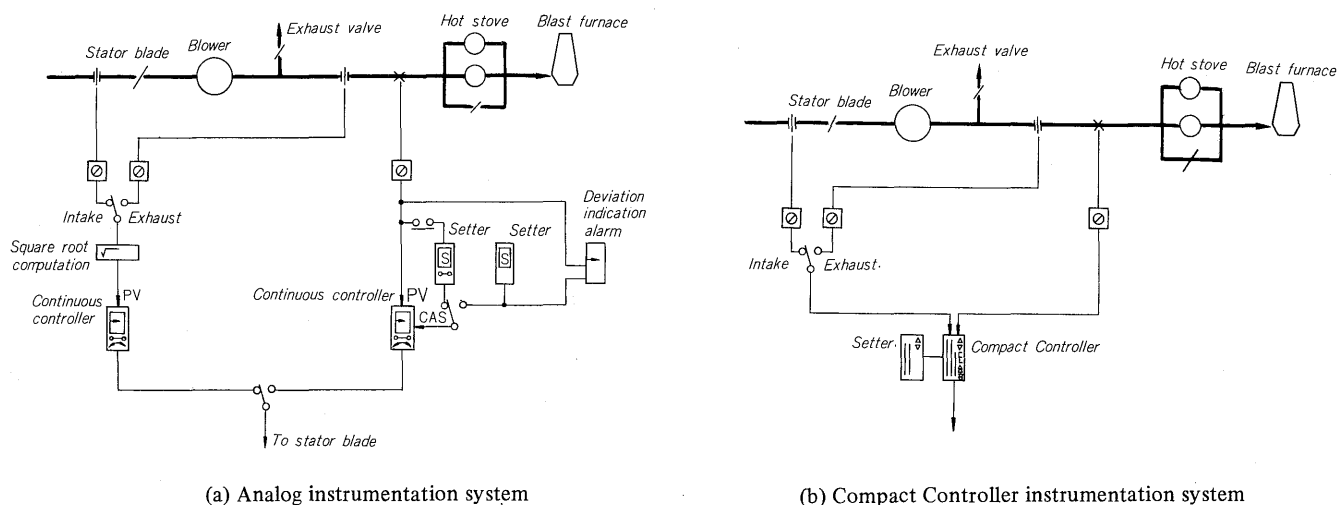 Exhaust valve
Hot stove
Blast furnace
Stator blade
Blower
Intake
Exhaust
Square root
computation
PV
Continuous
controller
Setter
Setter
Deviation
indication
alarm
S
S
Continuous controller
PV
CAS
To stator blade
(a) Analog instrumentation system
Exhaust valve
Hot stove
Blast furnace
Stator blade
Blower
Intake
Exhaust.
Setter.
Compact Controller
(b) Compact Controller instrumentation system